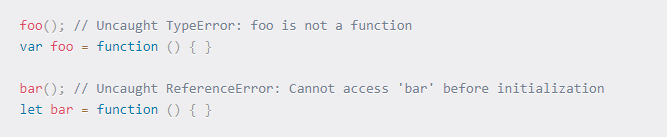 foo(); // Uncaught TypeError: foo is not a function
var foo = function () { }
bar(); // Uncaught ReferenceError: Cannot access 'bar' before initialization
let bar = function () { }